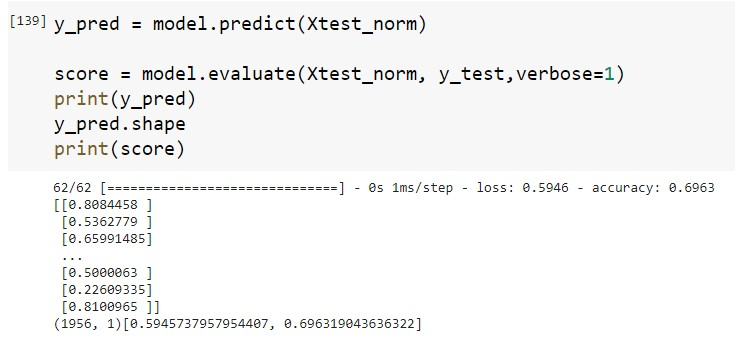 [139] y_pred = model.predict(Xtest_norm)
score = model.evaluate(Xtest_norm, y_test,verbose=1)
print(y_pred)
y_pred.shape
print(score)
62/62 [==============================] - 0s 1ms/step - loss: 0.5946 - accuracy: 0.6963
[[0.8084458 ]
[0.5362779 ]
[0.65991485]
...
[0.5000063 ]
[0.22609335]
[0.8100965 ]]
(1956, 1)[0.5945737957954407, 0.696319043636322]